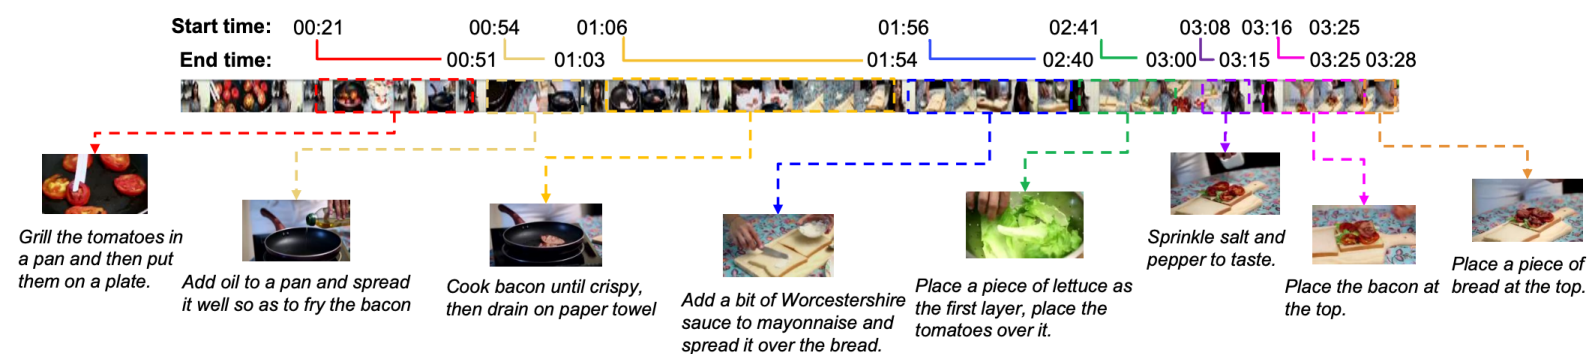 Start time: 00:21 00:54 01:06 01:56 02:41 03:08 03:16 03:25
End time: 00:51 01:03 01:54 02:40 03:00 03:15 03:25 03:28
Grill the tomatoes in
a pan and then put
them on a plate.
Add oil to a pan and spread
it well so as to fry the bacon
Cook bacon until crispy,
then drain on paper towel
Add a bit of Worcestershire
sauce to mayonnaise and
spread it over the bread.
Place a piece of lettuce as
the first layer, place the
tomatoes over it.
Sprinkle salt and
pepper to taste.
Place the bacon at
the top.
Place a piece of
bread at the top.